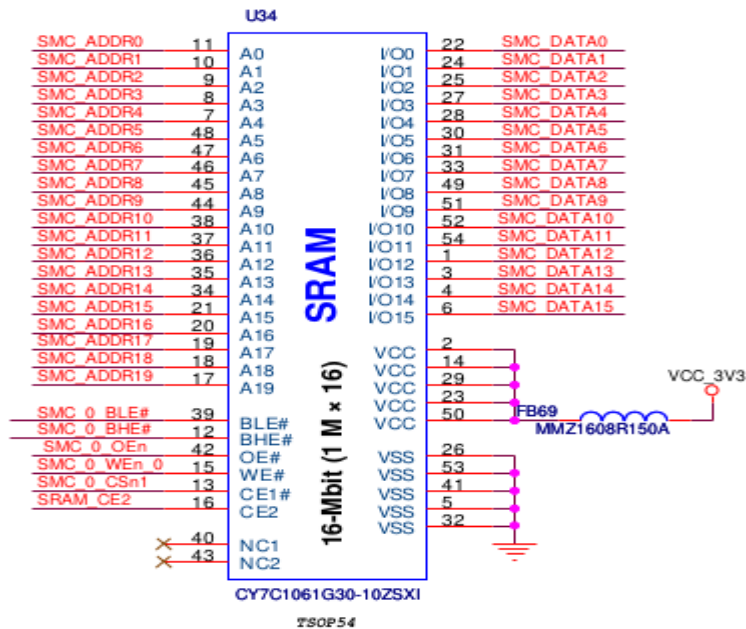 U34
SMC_ADDR0 11 A0 I/O0 22 SMC_DATA0
SMC_ADDR1 10 A1 I/O1 24 SMC_DATA1
SMC_ADDR2 9 A2 I/O2 25 SMC_DATA2
SMC_ADDR3 8 A3 I/O3 27 SMC_DATA3
SMC_ADDR4 7 A4 I/O4 28 SMC_DATA4
SMC_ADDR5 48 A5 I/O5 30 SMC_DATA5
SMC_ADDR6 47 A6 I/O6 31 SMC_DATA6
SMC_ADDR7 46 A7 I/O7 33 SMC_DATA7
SMC_ADDR8 45 A8 I/O8 49 SMC_DATA8
SMC_ADDR9 44 A9 I/O9 51 SMC_DATA9
SMC_ADDR10 38 A10 I/O10 52 SMC_DATA10
SMC_ADDR11 37 A11 I/O11 54 SMC_DATA11
SMC_ADDR12 36 A12 I/O12 1 SMC_DATA12
SMC_ADDR13 35 A13 I/O13 3 SMC_DATA13
SMC_ADDR14 34 A14 I/O14 4 SMC_DATA14
SMC_ADDR15 21 A15 I/O15 6 SMC_DATA15
SMC_ADDR16 20 A16
SMC_ADDR17 19 A17 VCC 2
SMC_ADDR18 18 A18 VCC 14
SMC_ADDR19 17 A19 VCC 29
VCC 23
VCC 50
VCC_3V3
FB69
MMZ1608R150A
SMC_0_BLE# 39 BLE#
SMC_0_BHE# 12 BHE#
SMC_0_OEn 42 OE# VSS 26
SMC_0_WEn_0 15 WE# VSS 53
SMC_0_CSn1 13 CE1# VSS 41
SRAM_CE2 16 CE2 VSS 5
VSS 32
40 NC1
43 NC2
SRAM
16-Mbit (1 M × 16)
CY7C1061G30-10ZSXI
TSOP54